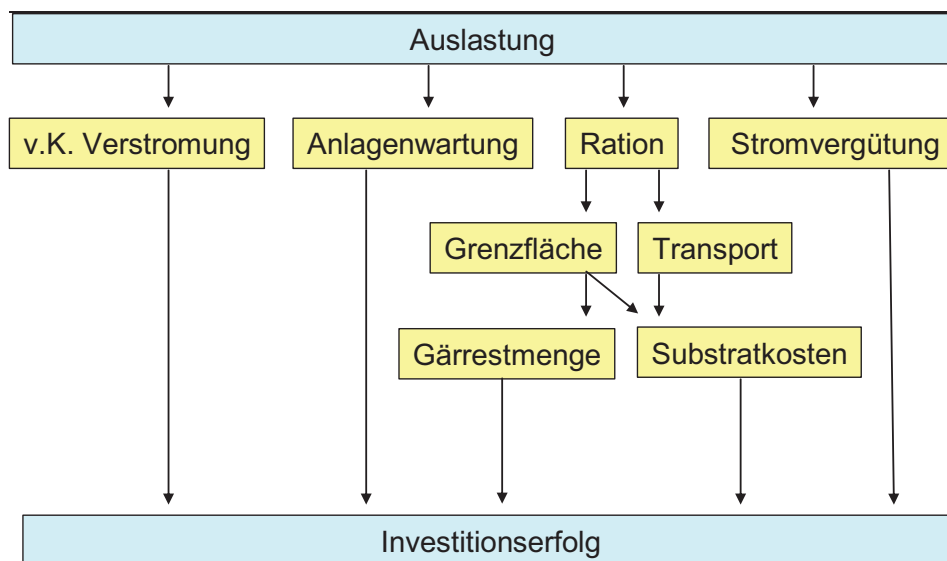 Auslastung
v.K. Verstromung
Anlagenwartung
Ration
Stromvergütung
Grenzfläche
Transport
Gärrestmenge
Substratkosten
Investitionserfolg